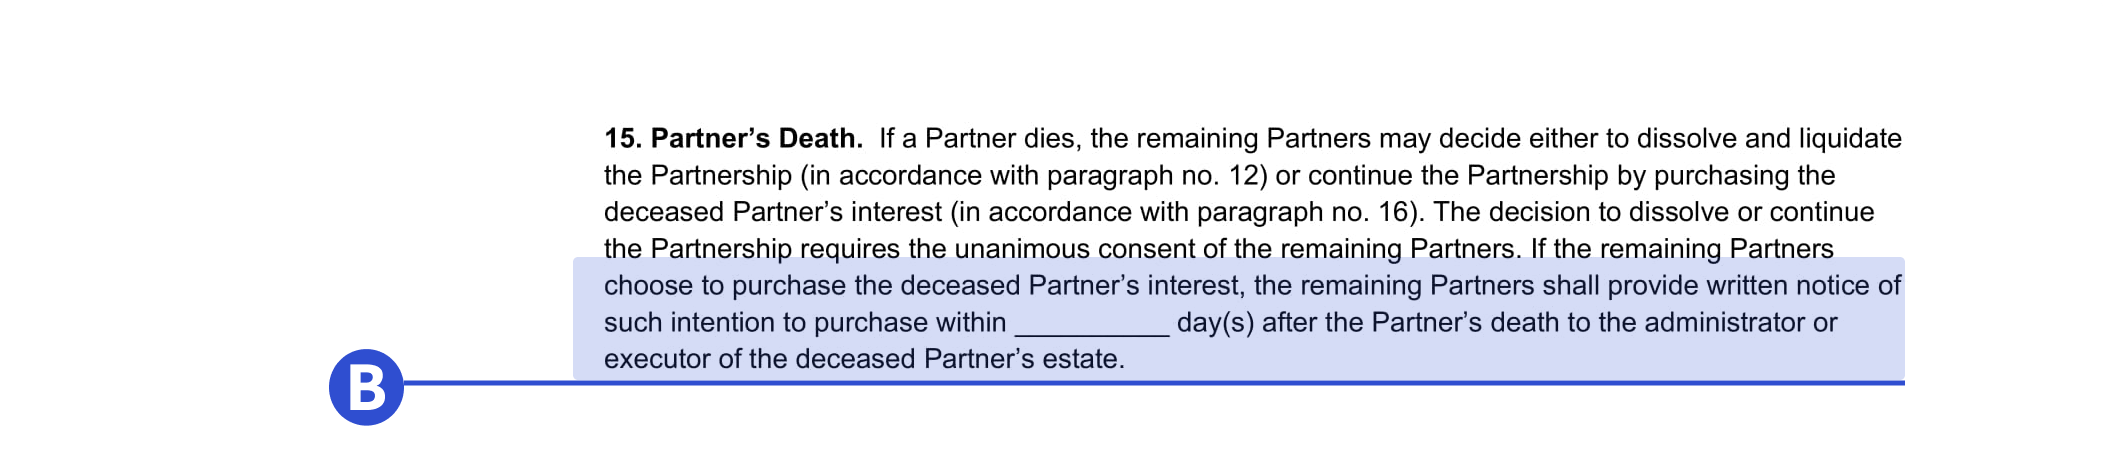 15. Partner’s Death.  If a Partner dies, the remaining Partners may decide either to dissolve and liquidate
the Partnership (in accordance with paragraph no. 12) or continue the Partnership by purchasing the
deceased Partner’s interest (in accordance with paragraph no. 16). The decision to dissolve or continue
the Partnership requires the unanimous consent of the remaining Partners. If the remaining Partners
choose to purchase the deceased Partner’s interest, the remaining Partners shall provide written notice of
such intention to purchase within __________ day(s) after the Partner’s death to the administrator or
executor of the deceased Partner’s estate.
B